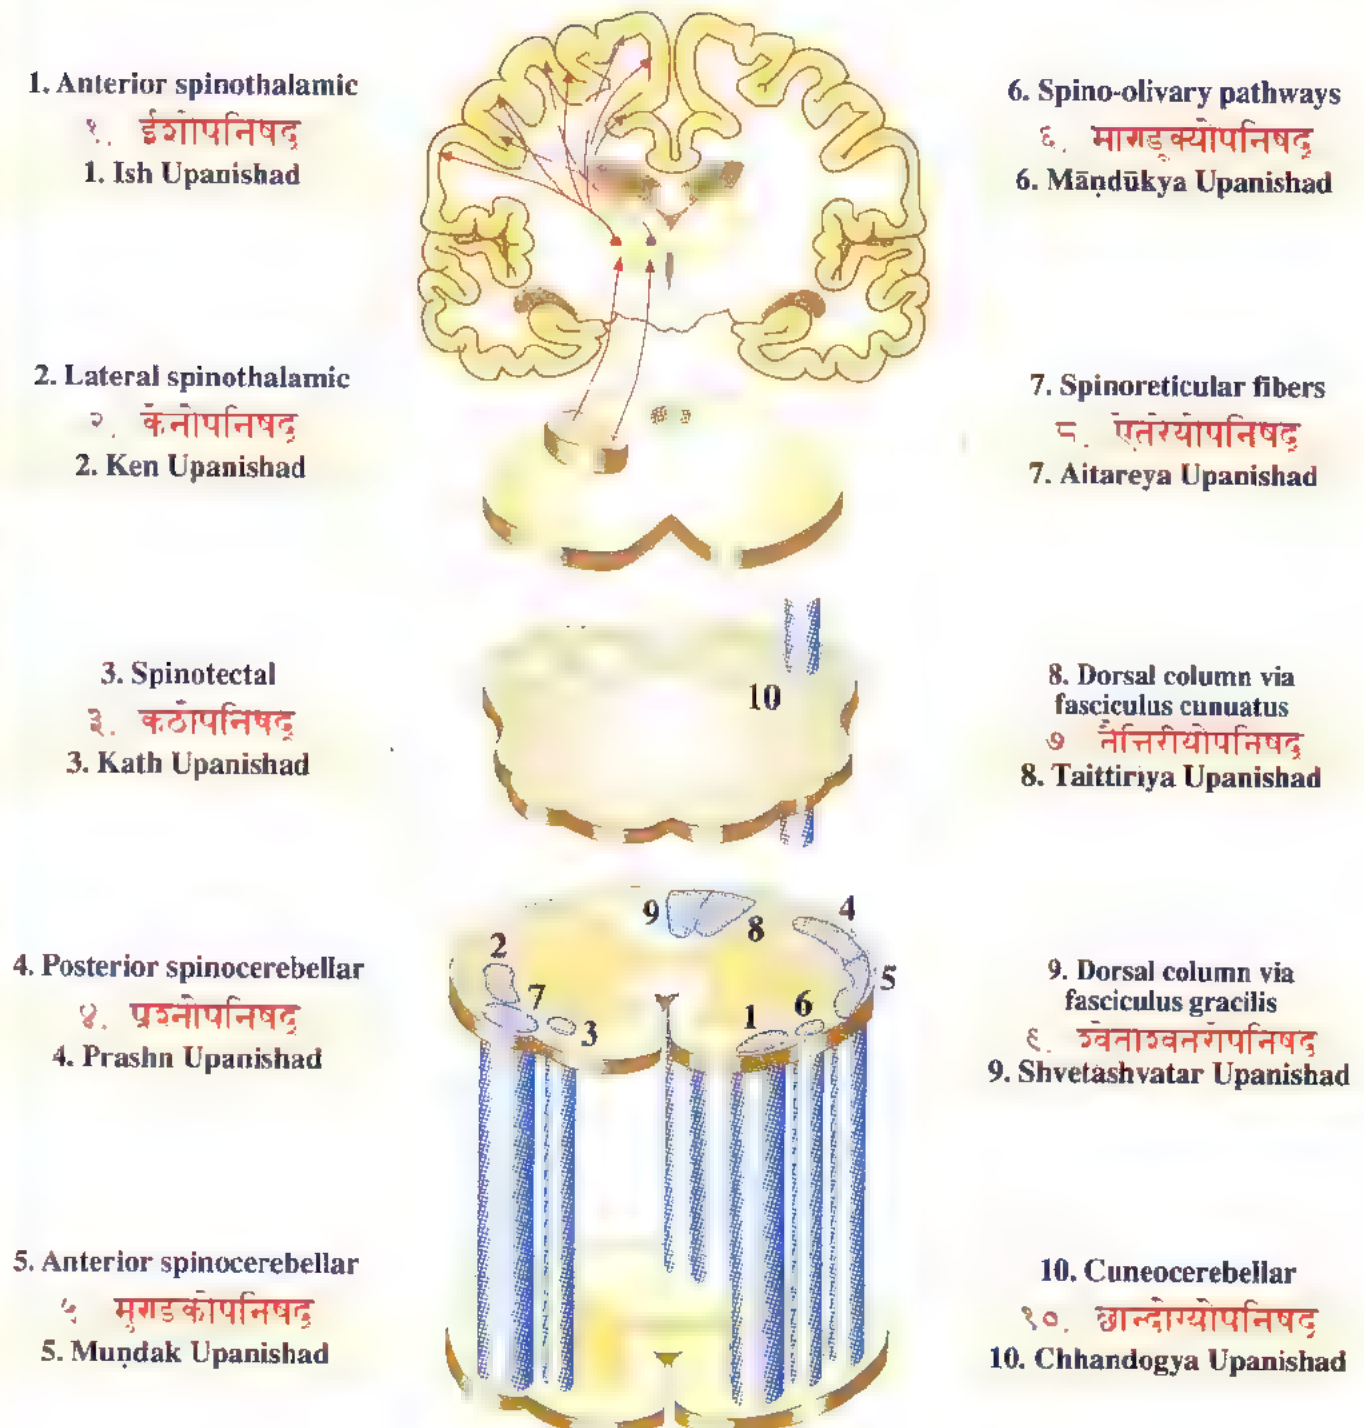 1. Anterior spinothalamic
१. ईशोपनिषद्
1. Ish Upanishad
2. Lateral spinothalamic
२. केनोपनिषद्
2. Ken Upanishad
3. Spinotectal
३. कठोपनिषद्
3. Kath Upanishad
4. Posterior spinocerebellar
४. प्रश्नोपनिषद्
4. Prashn Upanishad
5. Anterior spinocerebellar
५ मुण्डकोपनिषद्
5. Muṇdak Upanishad
6. Spino-olivary pathways
६. माण्डूक्योपनिषद्
6. Māṇdūkya Upanishad
7. Spinoreticular fibers
८. ऐतरेयोपनिषद्
7. Aitareya Upanishad
8. Dorsal column via
fasciculus cunuatus
७ तैत्तिरीयोपनिषद्
8. Taittiriya Upanishad
9. Dorsal column via
fasciculus gracilis
९. श्वेताश्वतरोपनिषद्
9. Shvetashvatar Upanishad
10. Cuneocerebellar
१०. छान्दोग्योपनिषद्
10. Chhandogya Upanishad
10
9
8
4
2
7
3
1
6
5